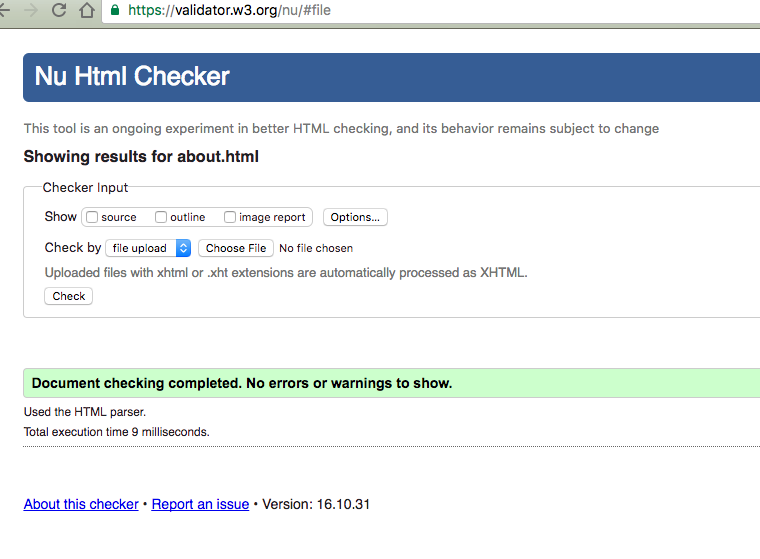 https://validator.w3.org/nu/#file
Nu Html Checker
This tool is an ongoing experiment in better HTML checking, and its behavior remains subject to change
Showing results for about.html
Checker Input
Show source outline image report Options...
Check by file upload Choose File No file chosen
Uploaded files with xhtml or .xht extensions are automatically processed as XHTML.
Check
Document checking completed. No errors or warnings to show.
Used the HTML parser.
Total execution time 9 milliseconds.
About this checker • Report an issue • Version: 16.10.31